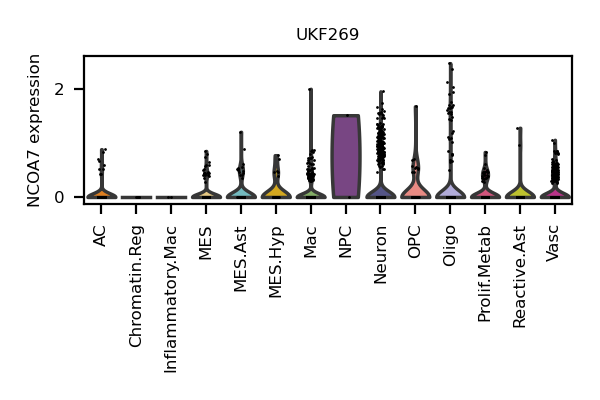 UKF269
NCOA7 expression
2
0
AC
Chromatin.Reg
Inflammatory.Mac
MES
MES.Ast
MES.Hyp
Mac
NPC
Neuron
OPC
Oligo
Prolif.Metab
Reactive.Ast
Vasc